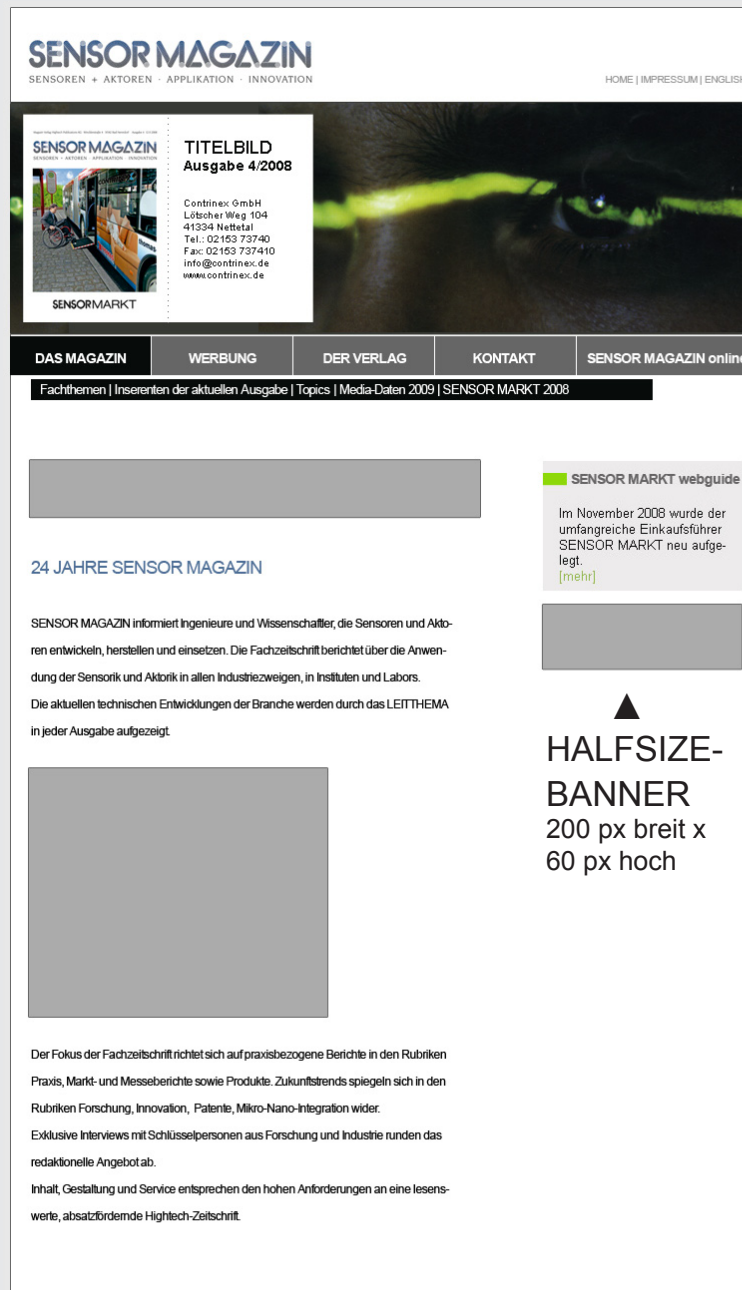 SENSOR MAGAZIN
SENSOREN + AKTOREN · APPLIKATION · INNOVATION
HOME | IMPRESSUM | ENGLISH
SENSOR MAGAZIN
SENSOREN + AKTOREN · APPLIKATION · INNOVATION
thomas
SENSORMARKT
TITELBILD
Ausgabe 4/2008
Contrinex GmbH
Lötscher Weg 104
41334 Nettetal
Tel.: 02153 73740
Fax: 02153 737410
info@contrinex.de
www.contrinex.de
DAS MAGAZIN WERBUNG DER VERLAG KONTAKT SENSOR MAGAZIN online
Fachthemen | Inserenten der aktuellen Ausgabe | Topics | Media-Daten 2009 | SENSOR MARKT 2008
24 JAHRE SENSOR MAGAZIN
SENSOR MAGAZIN informiert Ingenieure und Wissenschaftler, die Sensoren und Akto-
ren entwickeln, herstellen und einsetzen. Die Fachzeitschrift berichtet über die Anwen-
dung der Sensorik und Aktorik in allen Industriezweigen, in Instituten und Labors.
Die aktuellen technischen Entwicklungen der Branche werden durch das LEITTHEMA
in jeder Ausgabe aufgezeigt.
Der Fokus der Fachzeitschrift richtet sich auf praxisbezogene Berichte in den Rubriken
Praxis, Markt- und Messeberichte sowie Produkte. Zukunftstrends spiegeln sich in den
Rubriken Forschung, Innovation, Patente, Mikro-Nano-Integration wider.
Exklusive Interviews mit Schlüsselpersonen aus Forschung und Industrie runden das
redaktionelle Angebot ab.
Inhalt, Gestaltung und Service entsprechen den hohen Anforderungen an eine lesens-
werte, absatzfördernde Hightech-Zeitschrift.
SENSOR MARKT webguide
Im November 2008 wurde der
umfangreiche Einkaufsführer
SENSOR MARKT neu aufge-
legt.
[mehr]
HALFSIZE-
BANNER
200 px breit x
60 px hoch